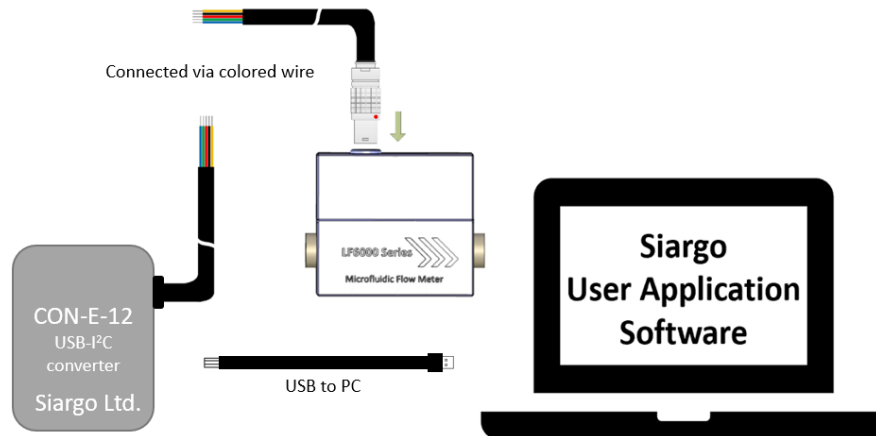 Connected via colored wire
LF6000 Series
Microfluidic Flow Meter
CON-E-12
USB-I²C
converter
Siargo Ltd.
USB to PC
Siargo
User Application
Software